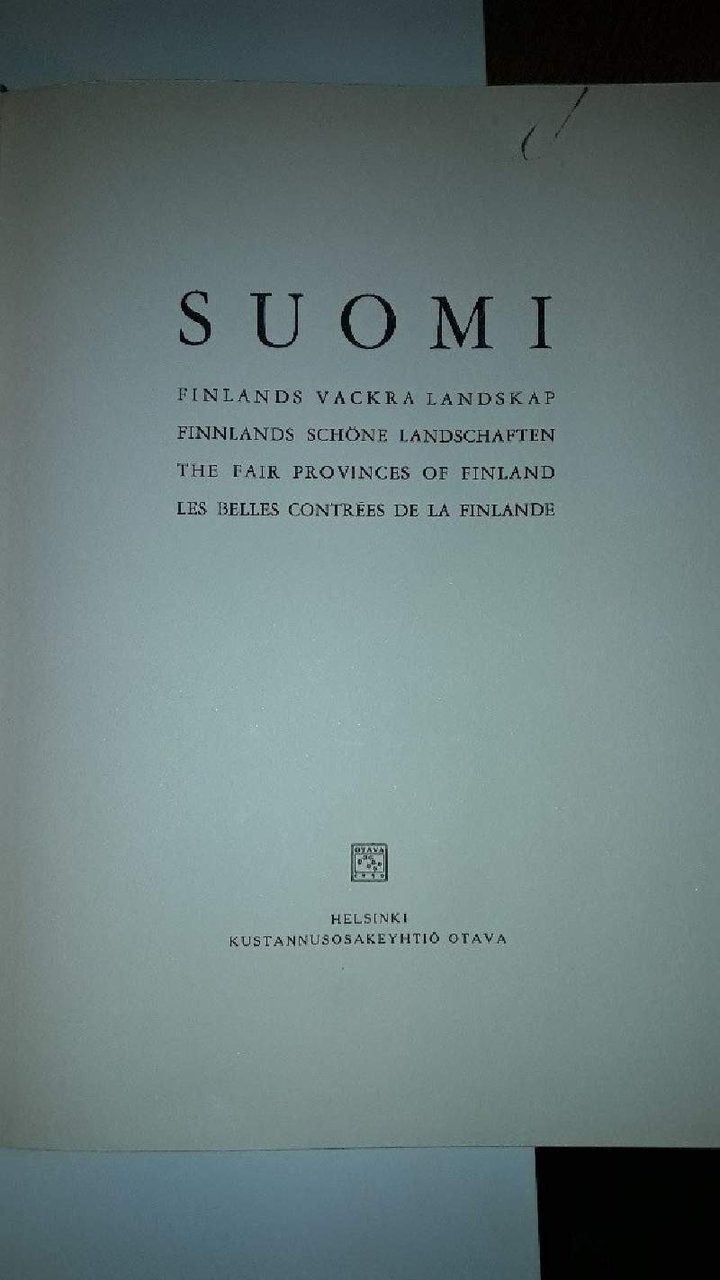 SUOMI
FINLANDS VACKRA LANDSKAP
FINNLANDS SCHÖNE LANDSCHAFTEN
THE FAIR PROVINCES OF FINLAND
LES BELLES CONTRÉES DE LA FINLANDE
OTAVA
HELSINKI
KUSTANNUSOSAKEYHTIÖ OTAVA